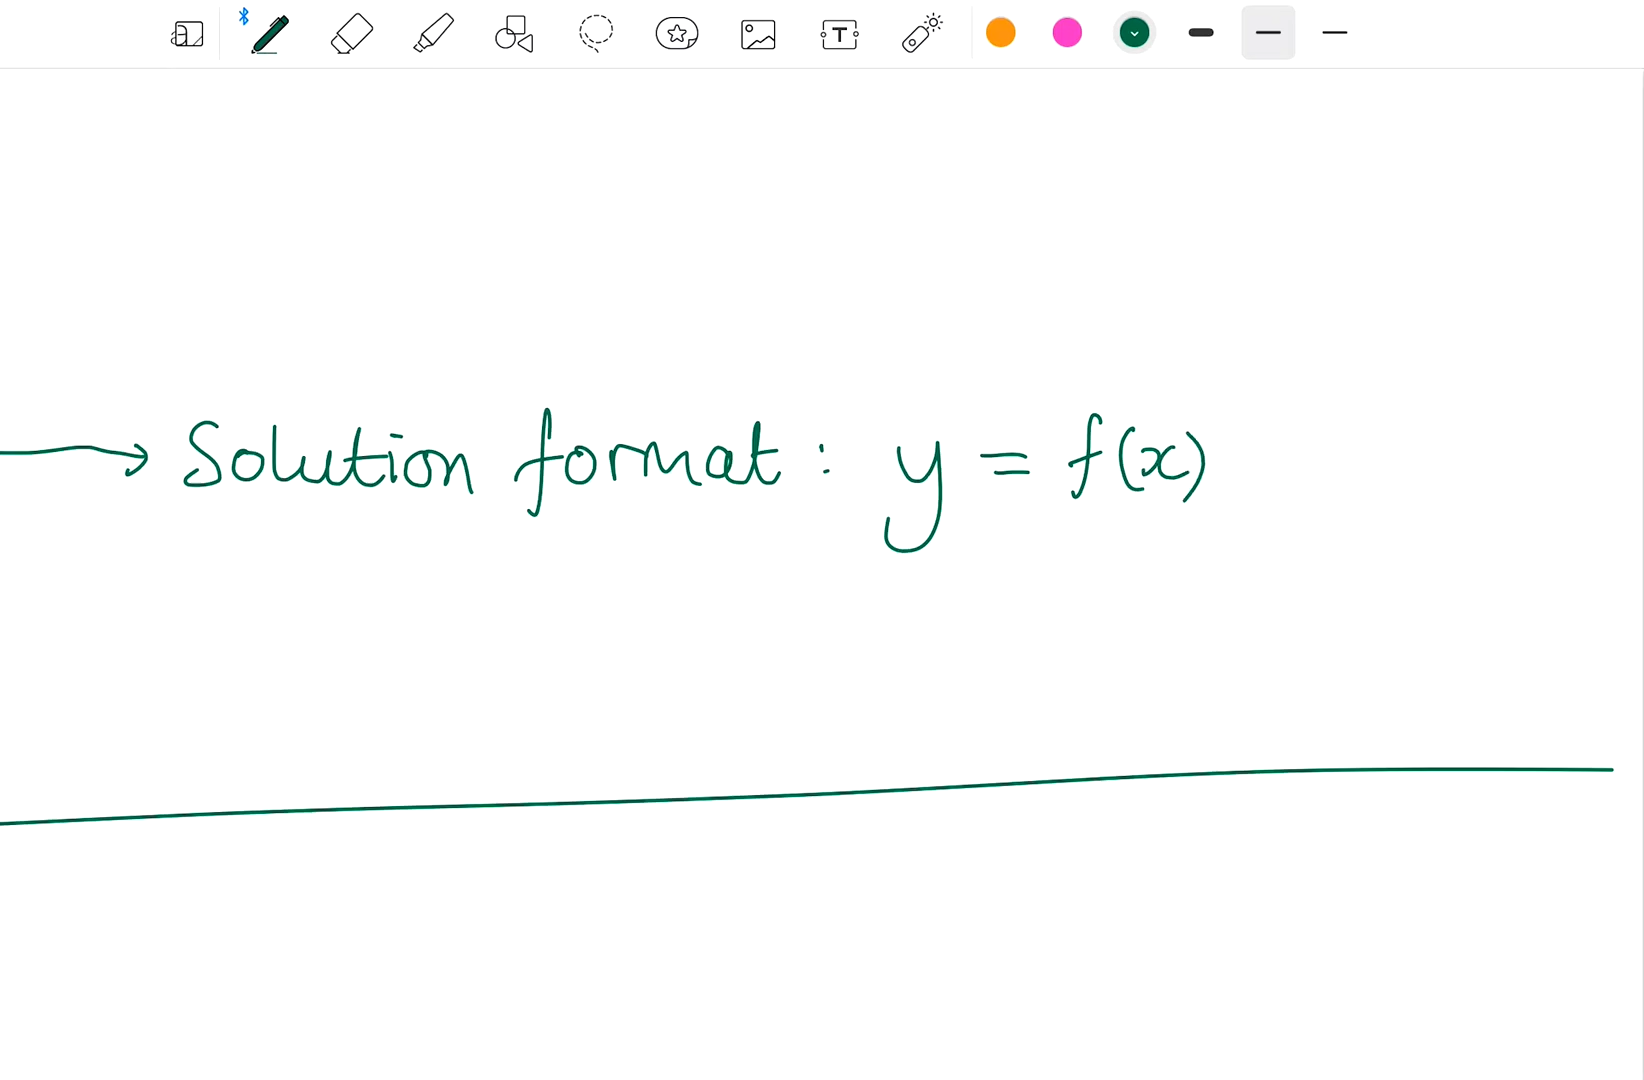 → Solution format : y = f(x)